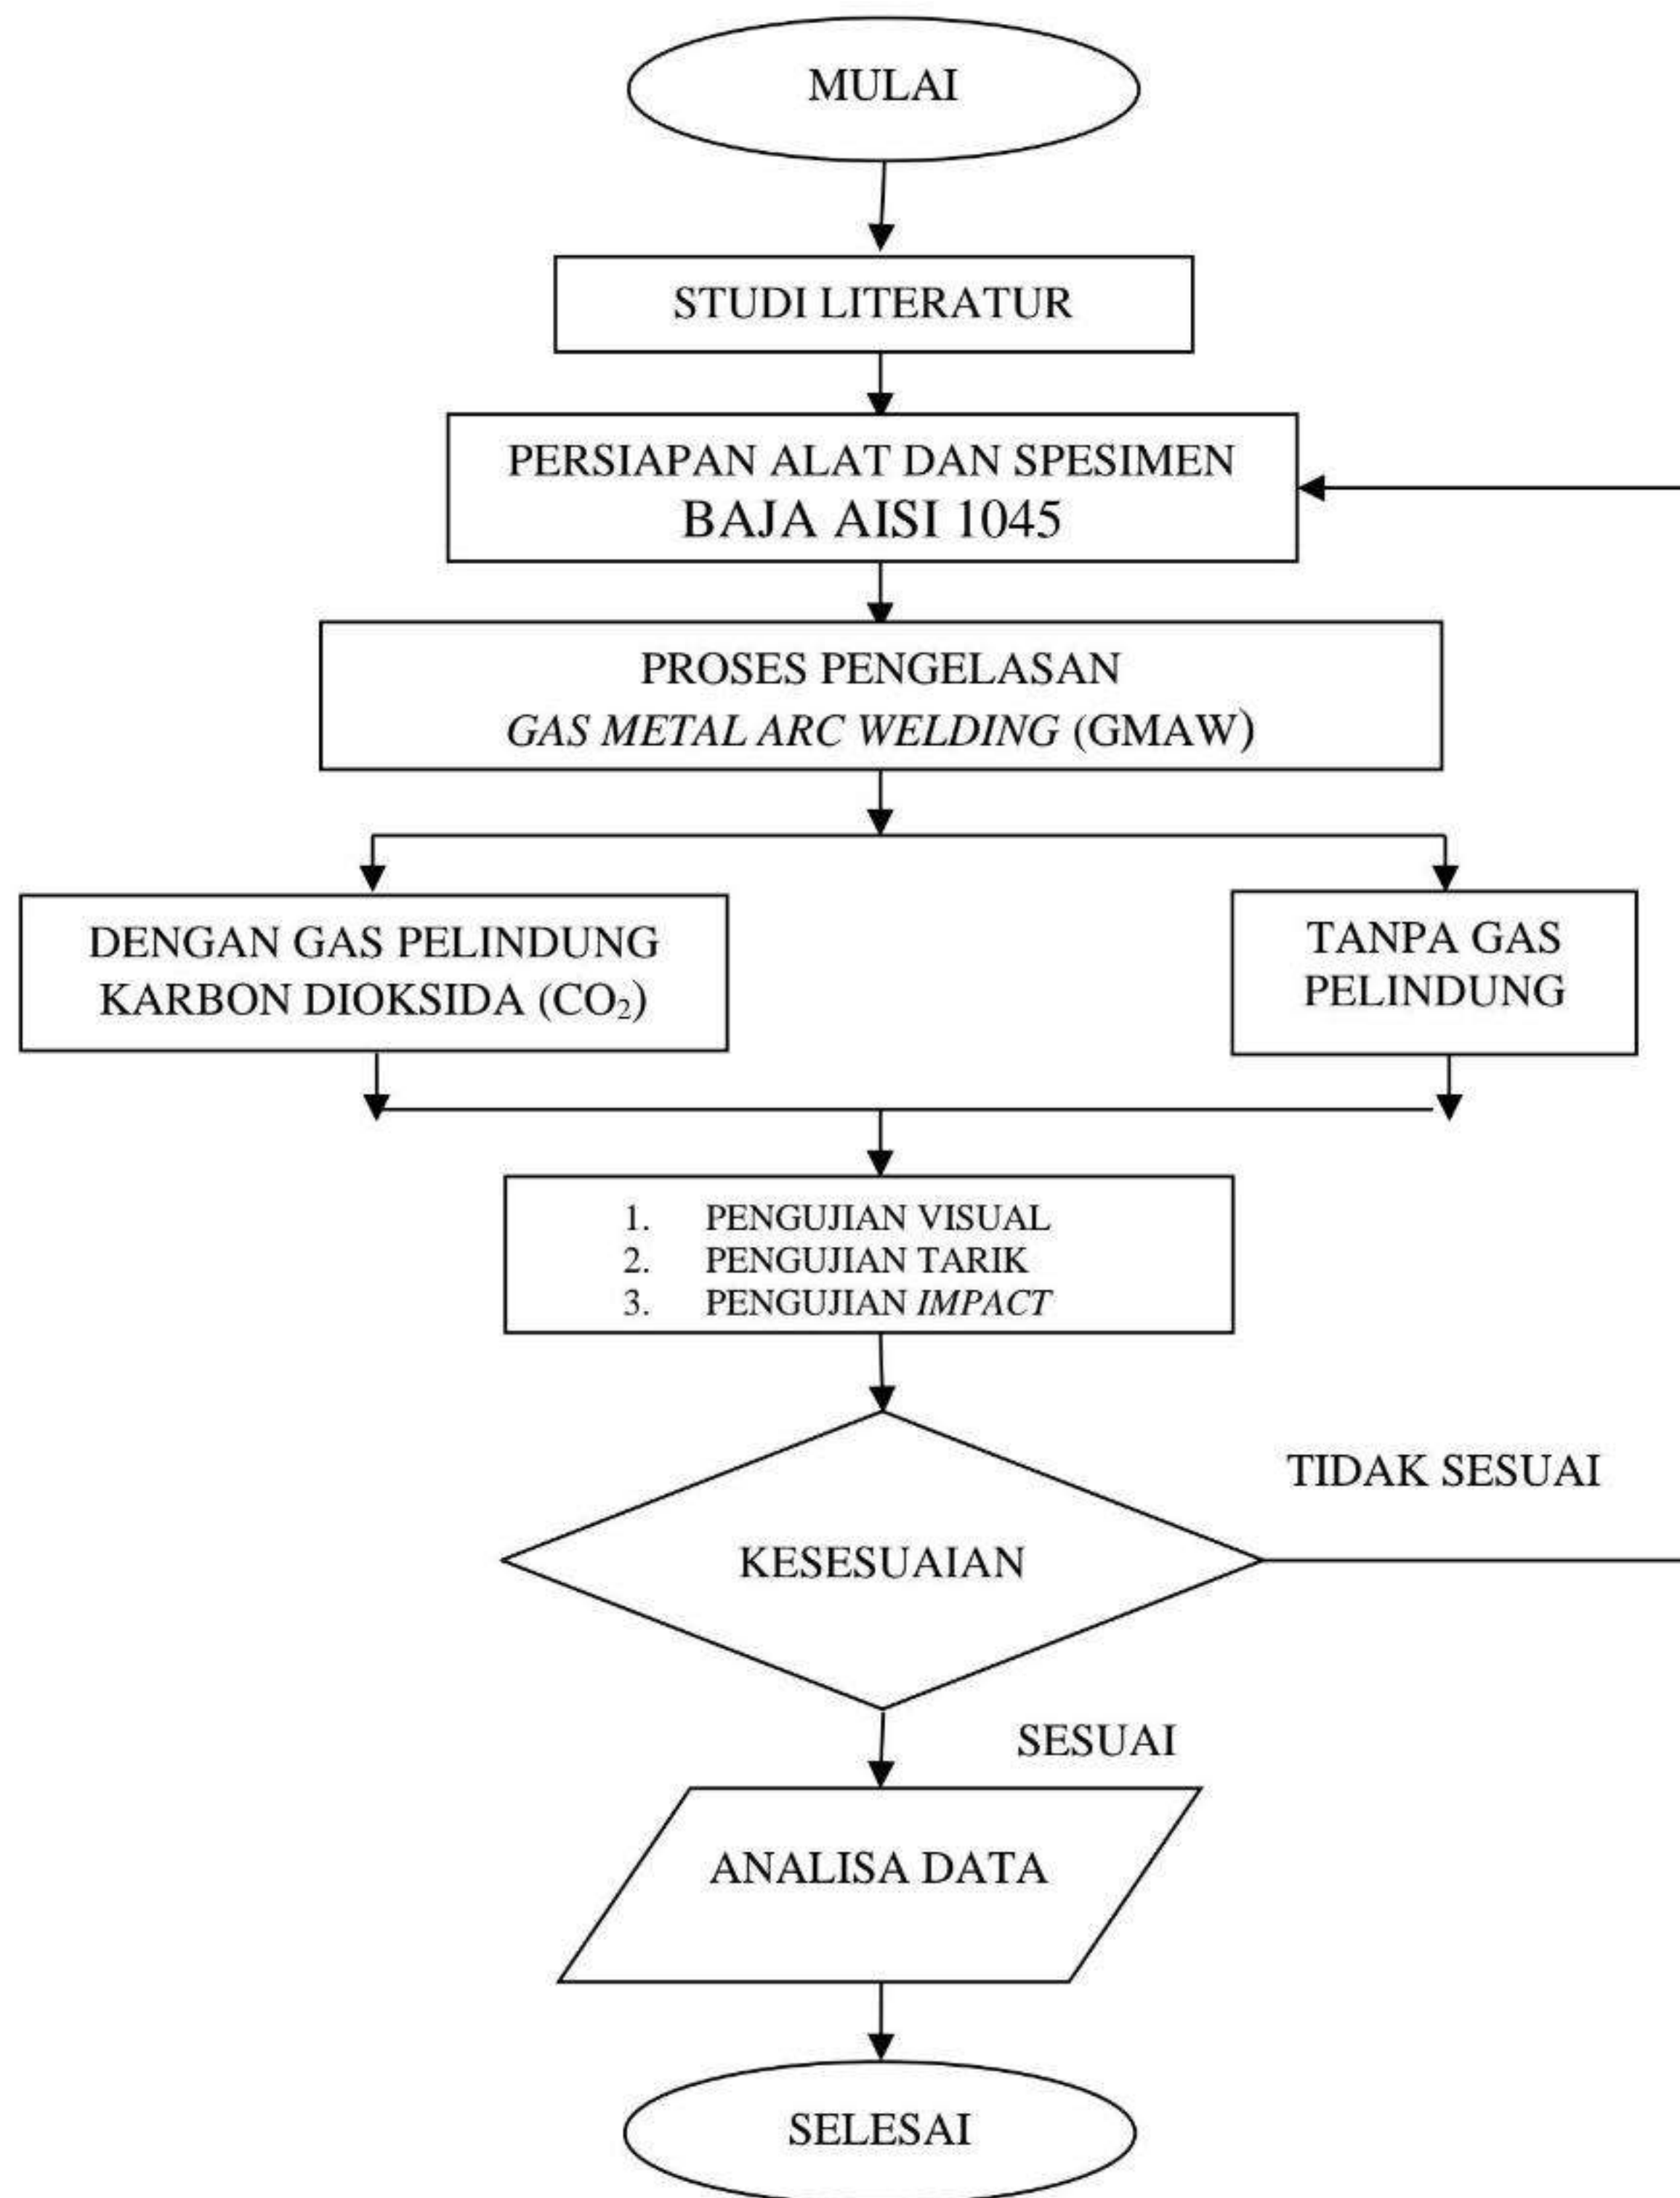 MULAI
STUDI LITERATUR
PERSIAPAN ALAT DAN SPESIMEN
BAJA AISI 1045
PROSES PENGELASAN
GAS METAL ARC WELDING (GMAW)
DENGAN GAS PELINDUNG
KARBON DIOKSIDA (CO₂)
TANPA GAS
PELINDUNG
1. PENGUJIAN VISUAL
2. PENGUJIAN TARIK
3. PENGUJIAN IMPACT
TIDAK SESUAI
KESESUAIAN
SESUAI
ANALISA DATA
SELESAI